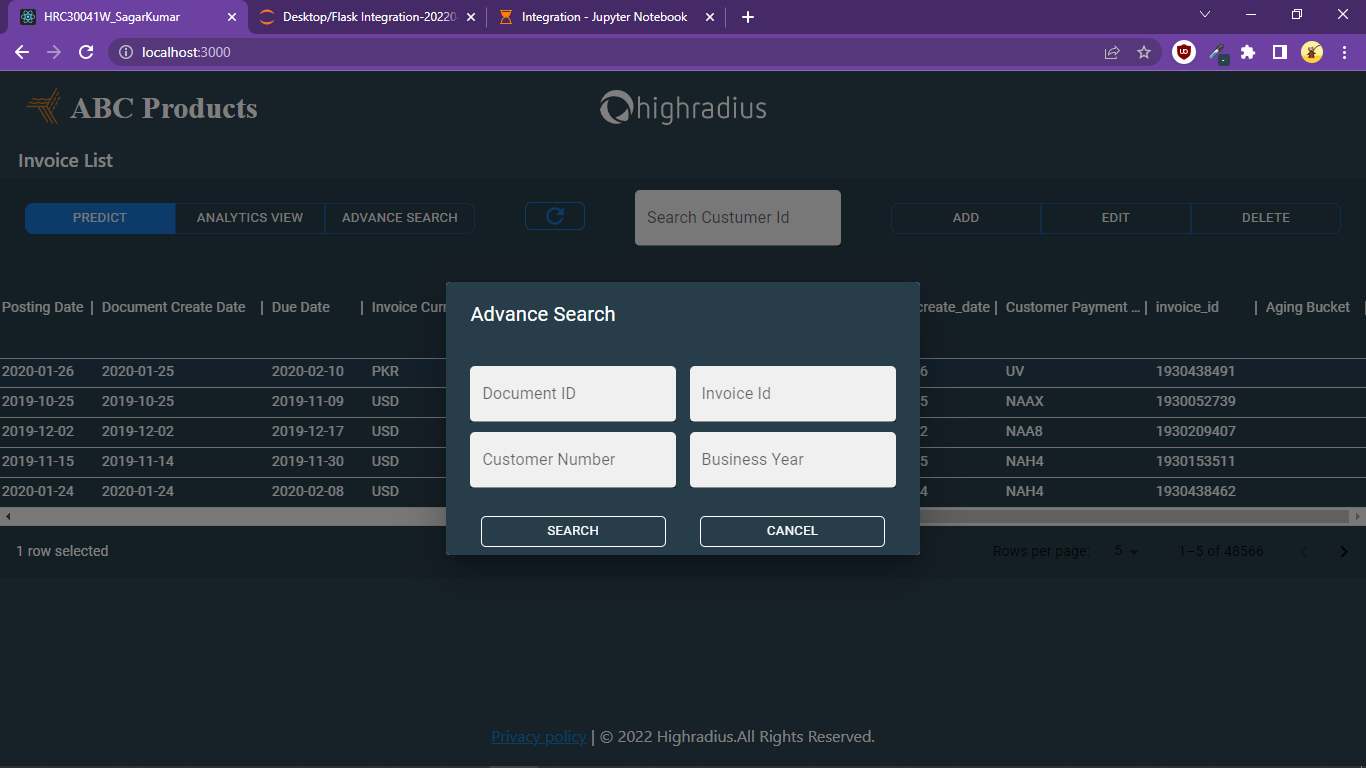 HRC30041W_SagarKumar Desktop/Flask Integration-20220 Integration - Jupyter Notebook
localhost:3000
ABC Products highradius
Invoice List
PREDICT ANALYTICS VIEW ADVANCE SEARCH Search Custumer Id ADD EDIT DELETE
Posting Date | Document Create Date | Due Date | Invoice Curr create_date | Customer Payment ... | invoice_id | Aging Bucket |
Advance Search
2020-01-26 2020-01-25 2020-02-10 PKR 6 UV 1930438491
Document ID Invoice Id
2019-10-25 2019-10-25 2019-11-09 USD 5 NAAX 1930052739
2019-12-02 2019-12-02 2019-12-17 USD 2 NAA8 1930209407
Customer Number Business Year
2019-11-15 2019-11-14 2019-11-30 USD 5 NAH4 1930153511
2020-01-24 2020-01-24 2020-02-08 USD 4 NAH4 1930438462
SEARCH CANCEL
1 row selected Rows per page: 5 1–5 of 48566
Privacy policy | © 2022 Highradius.All Rights Reserved.